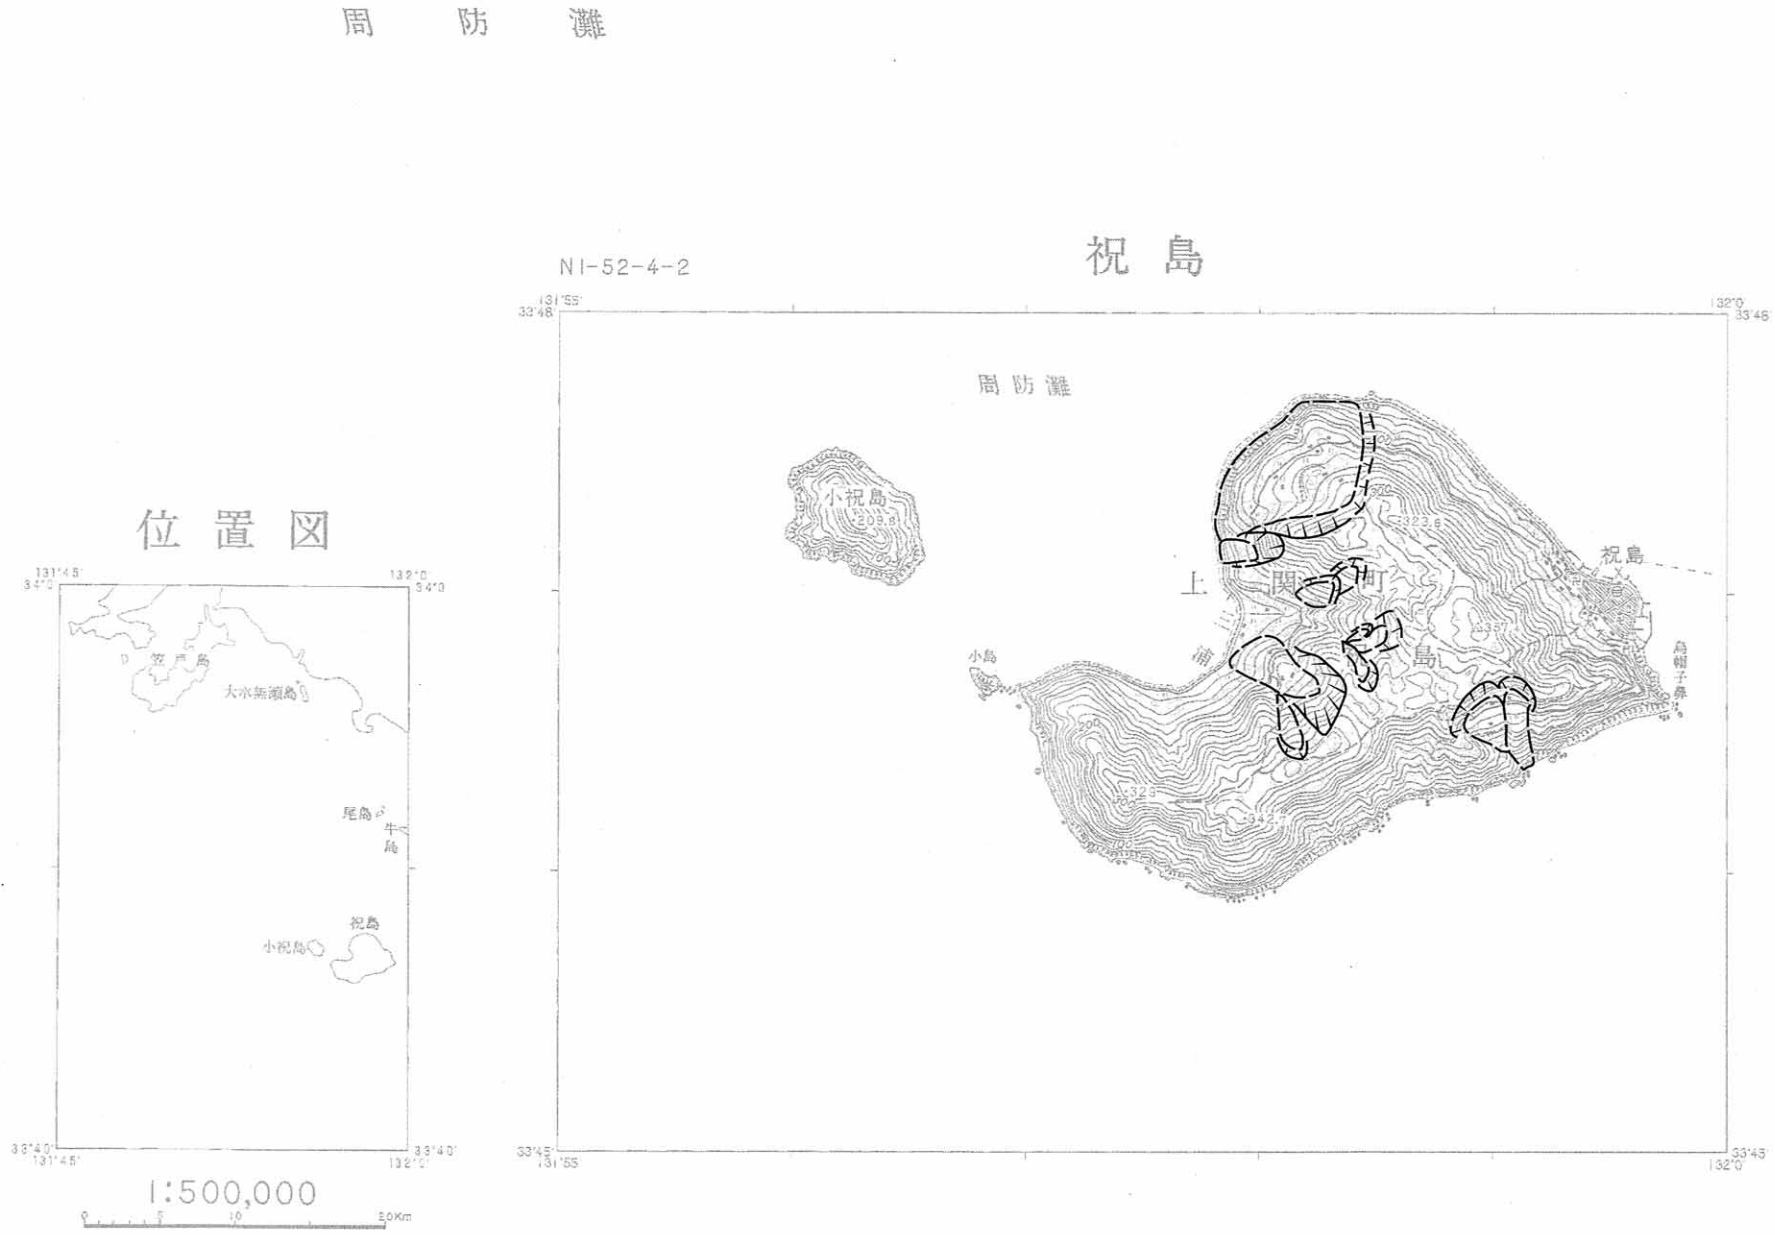 周防灘
祝島
NI-52-4-2
131°55′
132°0′
33°48′
33°48′
周防灘
小祝島
209.8
323.6
祝島
上関町
三浦
小島
島
烏帽子鼻
200
329
100
33°45′
33°45′
131°55′
132°0′
位置図
131°45′
132°0′
34°0′
34°0′
笠戸島
大水無瀬島
尾島
牛島
祝島
小祝島
33°40′
33°40′
131°45′
132°0′
1:500,000
0 5 10 20Km